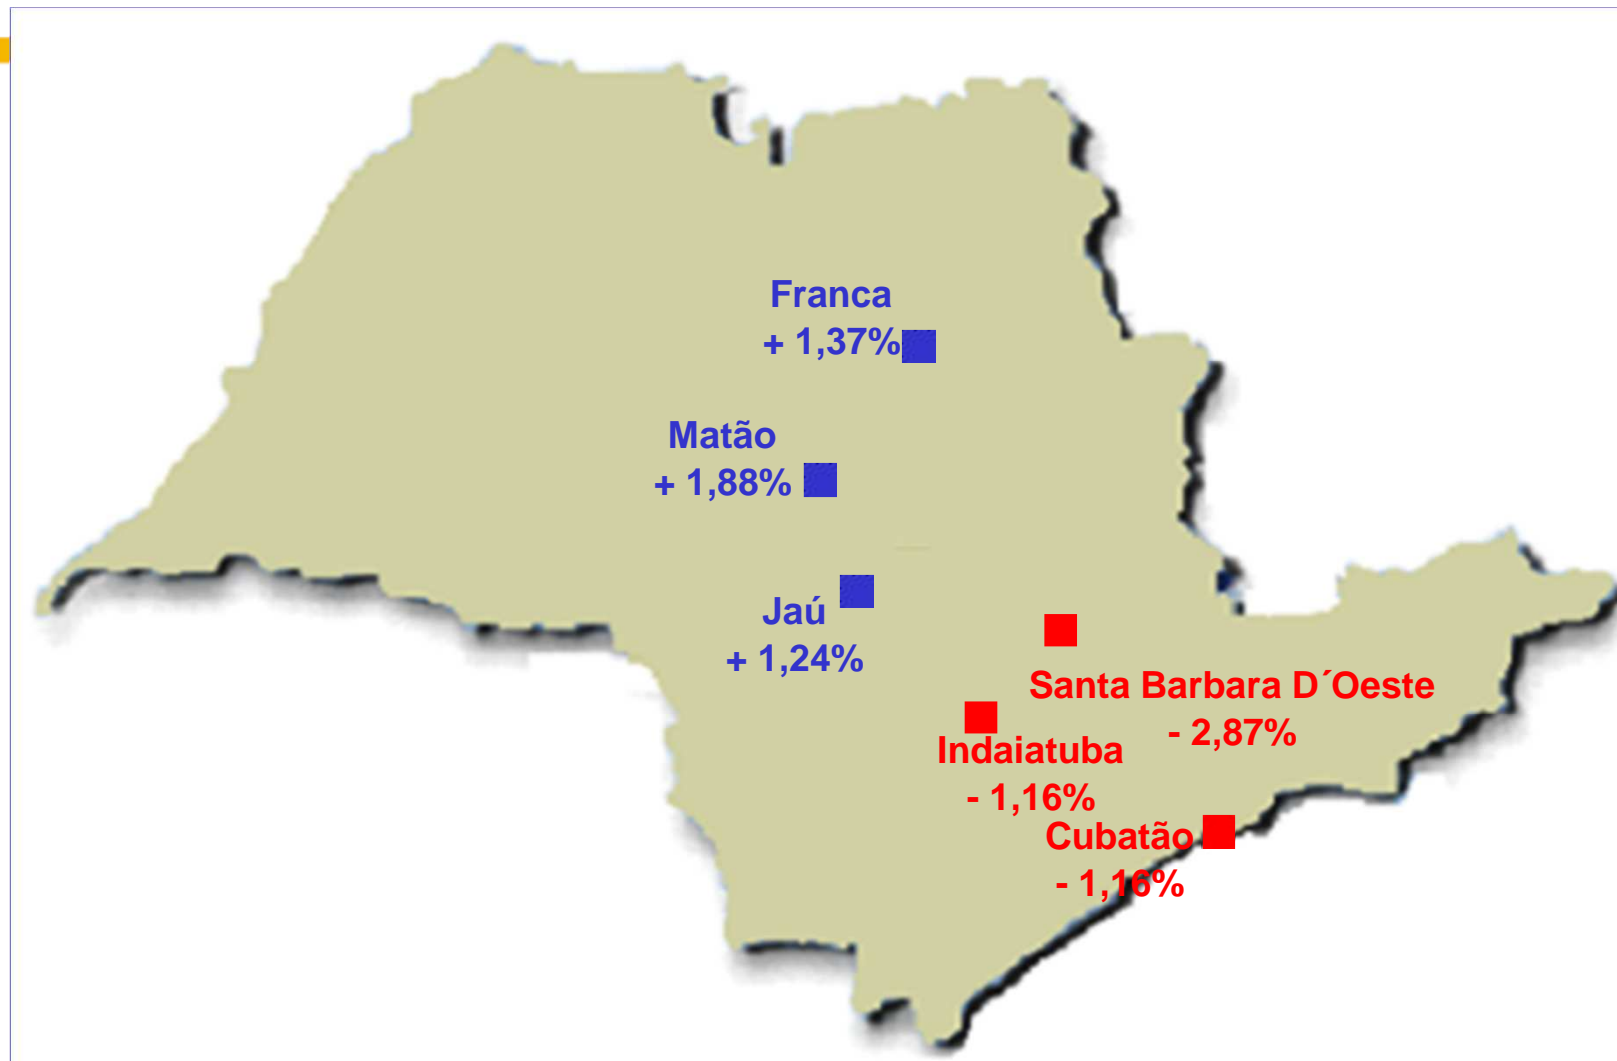 Franca
+ 1,37%
Matão
+ 1,88%
Jaú
+ 1,24%
Santa Barbara D´Oeste
- 2,87%
Indaiatuba
- 1,16%
Cubatão
- 1,16%